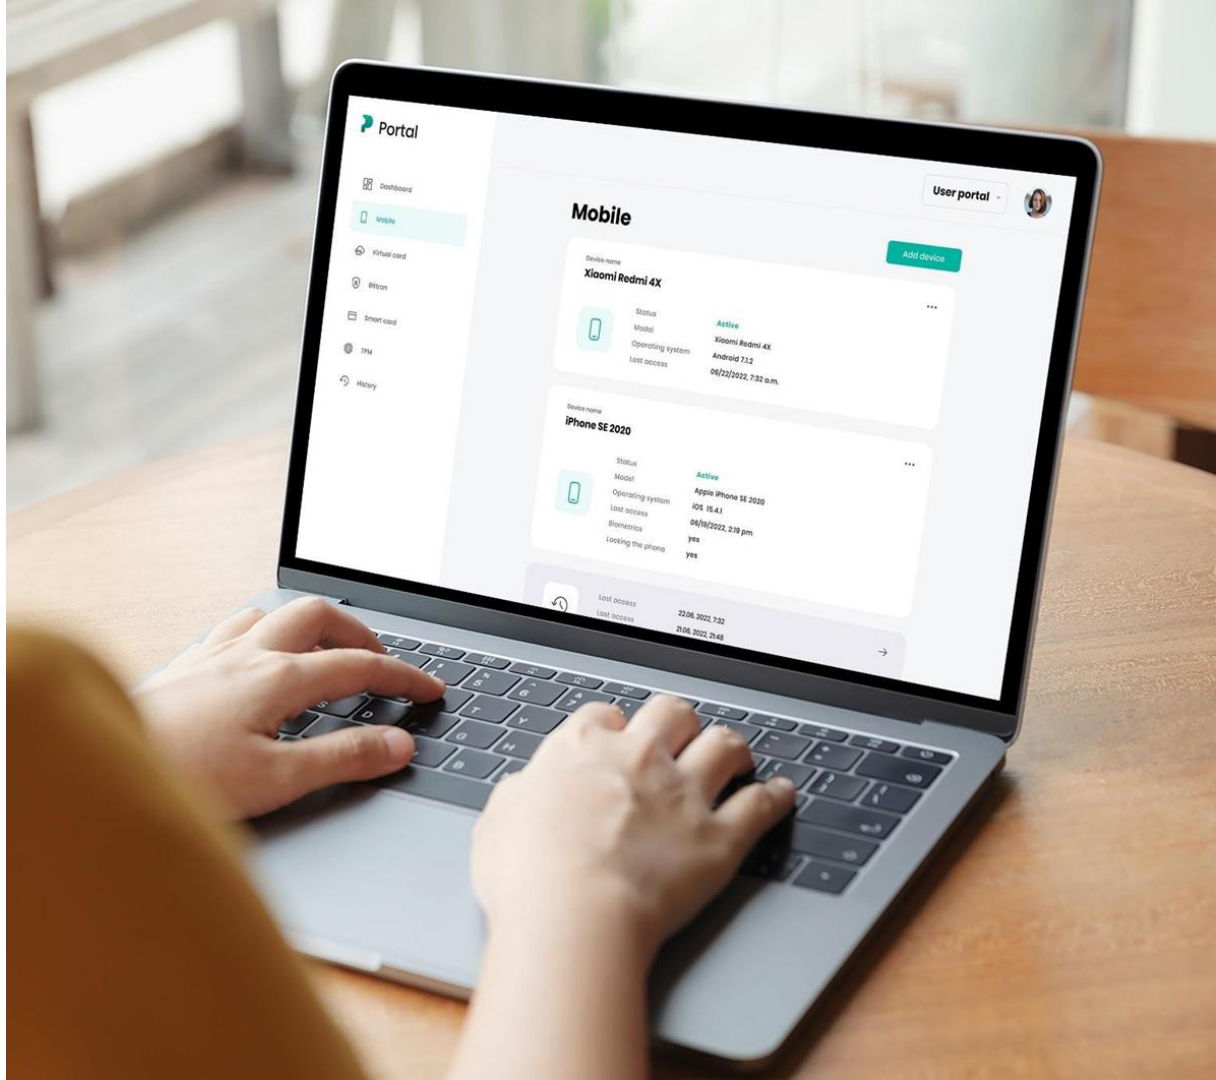 Portal
Dashboard
Mobile
Virtual card
Bittron
Smart card
TPM
History
User portal
Mobile
Add device
Device name
Xiaomi Redmi 4X
Status Active
Model Xiaomi Redmi 4X
Operating system Android 7.1.2
Last access 06/22/2022, 7:32 a.m.
Device name
iPhone SE 2020
Status Active
Model Apple iPhone SE 2020
Operating system iOS 15.4.1
Last access 06/19/2022, 2:19 pm
Biometrics yes
Locking the phone yes
Last access 22.06. 2022, 7:32
Last access 21.06. 2022, 21:48